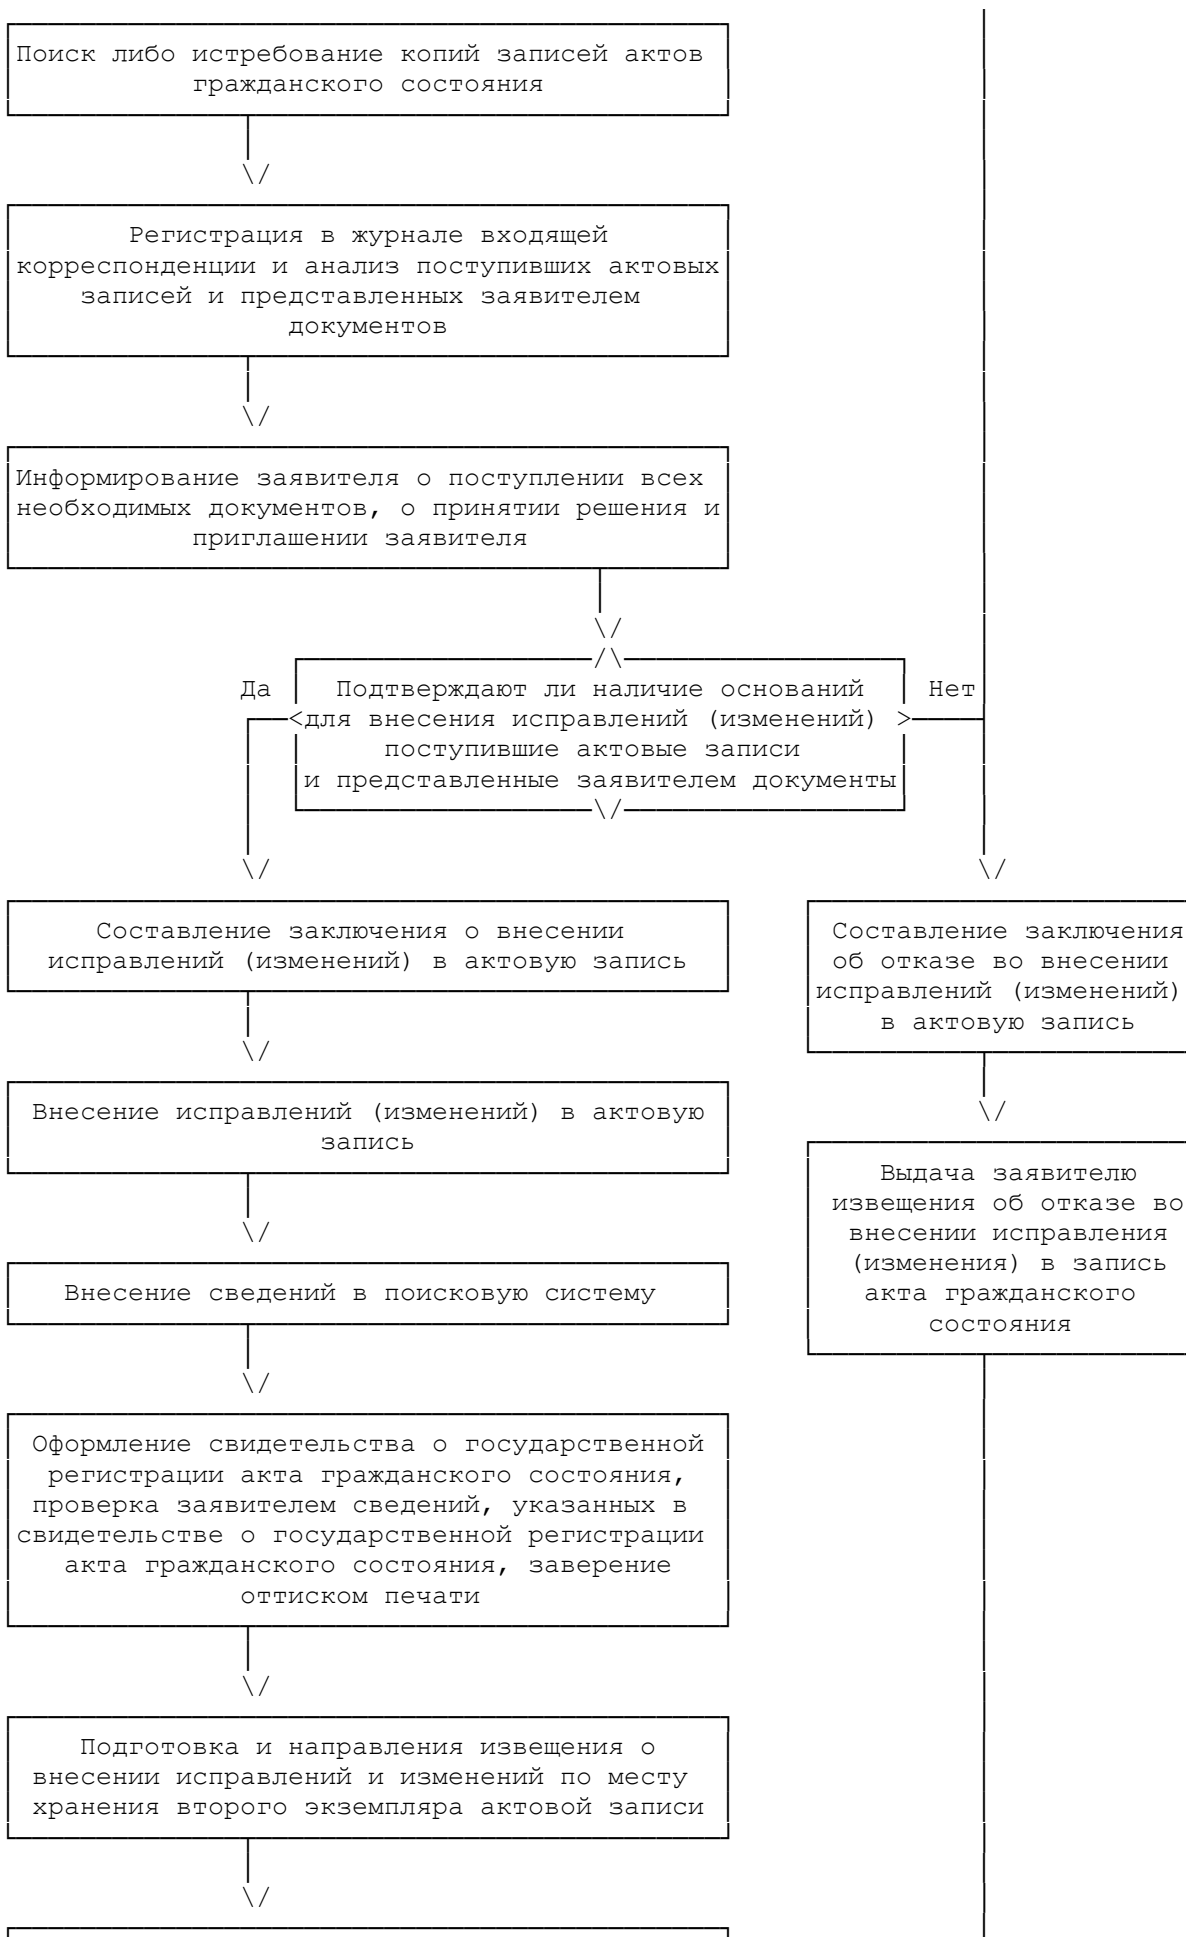 Поиск либо истребование копий записей актов
гражданского состояния
Регистрация в журнале входящей
корреспонденции и анализ поступивших актовых
записей и представленных заявителем
документов
Информирование заявителя о поступлении всех
необходимых документов, о принятии решения и
приглашении заявителя
Да
Подтверждают ли наличие оснований
для внесения исправлений (изменений)
поступившие актовые записи
и представленные заявителем документы
Нет
Составление заключения о внесении
исправлений (изменений) в актовую запись
Составление заключения
об отказе во внесении
исправлений (изменений)
в актовую запись
Внесение исправлений (изменений) в актовую
запись
Выдача заявителю
извещения об отказе во
внесении исправления
(изменения) в запись
акта гражданского
состояния
Внесение сведений в поисковую систему
Оформление свидетельства о государственной
регистрации акта гражданского состояния,
проверка заявителем сведений, указанных в
свидетельстве о государственной регистрации
акта гражданского состояния, заверение
оттиском печати
Подготовка и направления извещения о
внесении исправлений и изменений по месту
хранения второго экземпляра актовой записи